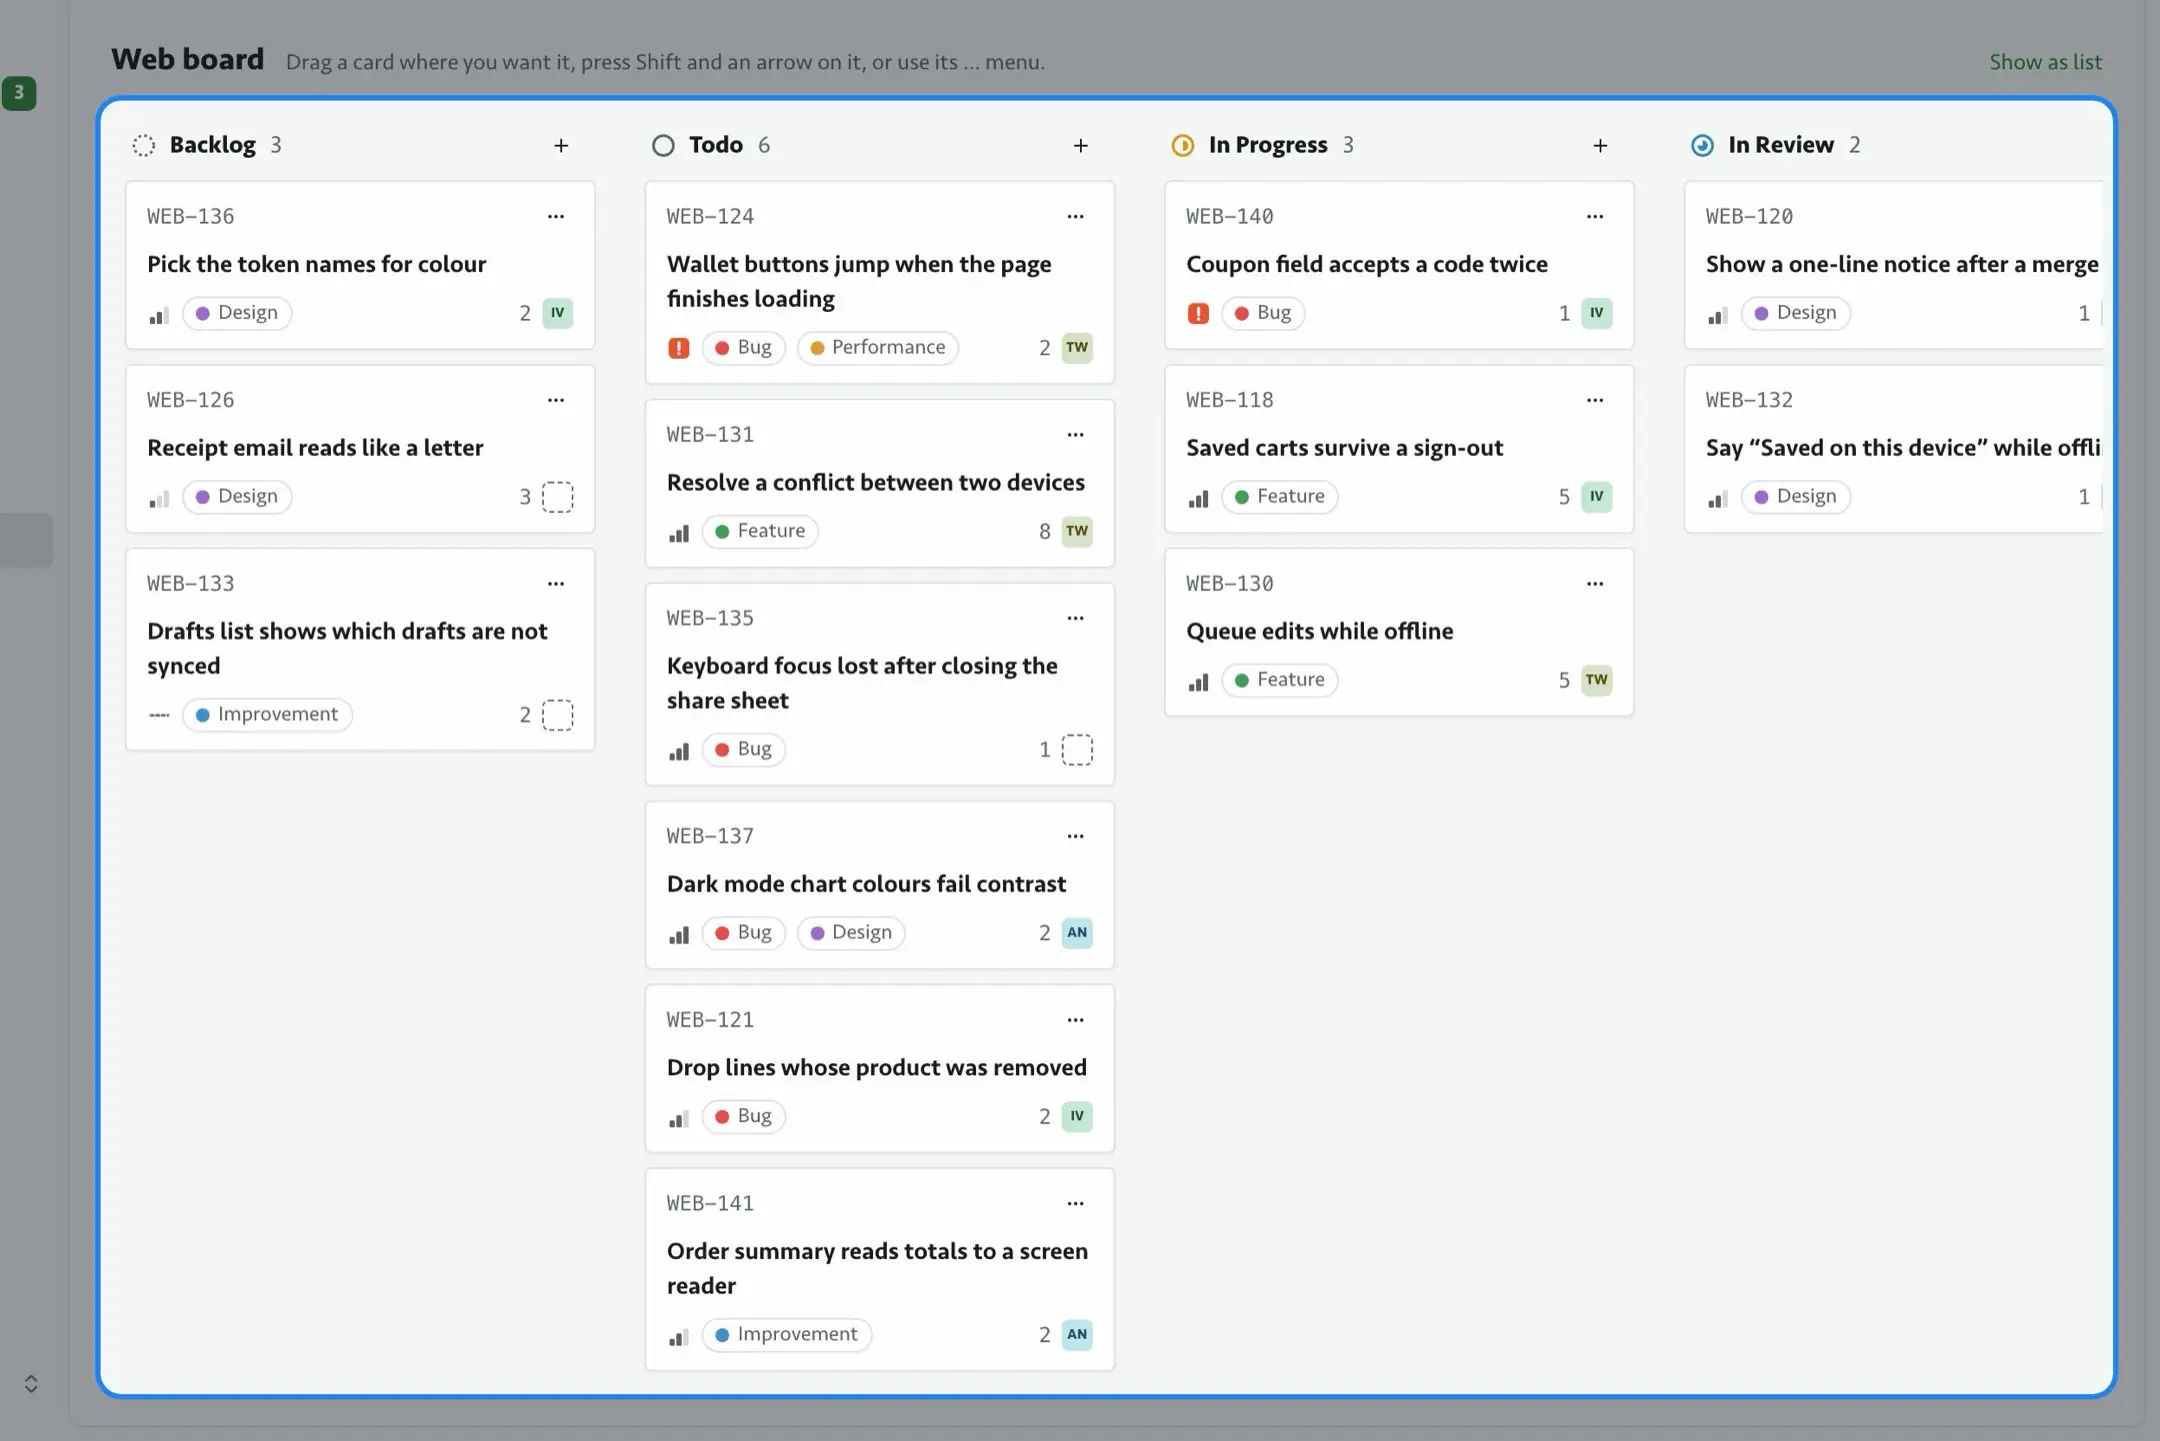 Web board Drag a card where you want it, press Shift and an arrow on it, or use its ... menu. Show as list
3
Backlog 3 +
WEB-136 ...
Pick the token names for colour
Design 2 IV
WEB-126 ...
Receipt email reads like a letter
Design 3
WEB-133 ...
Drafts list shows which drafts are not
synced
Improvement 2
Todo 6 +
WEB-124 ...
Wallet buttons jump when the page
finishes loading
! Bug Performance 2 TW
WEB-131 ...
Resolve a conflict between two devices
Feature 8 TW
WEB-135 ...
Keyboard focus lost after closing the
share sheet
Bug 1
WEB-137 ...
Dark mode chart colours fail contrast
Bug Design 2 AN
WEB-121 ...
Drop lines whose product was removed
Bug 2 IV
WEB-141 ...
Order summary reads totals to a screen
reader
Improvement 2 AN
In Progress 3 +
WEB-140 ...
Coupon field accepts a code twice
! Bug 1 IV
WEB-118 ...
Saved carts survive a sign-out
Feature 5 IV
WEB-130 ...
Queue edits while offline
Feature 5 TW
In Review 2
WEB-120
Show a one-line notice after a merge
Design 1
WEB-132
Say “Saved on this device” while
Design 1